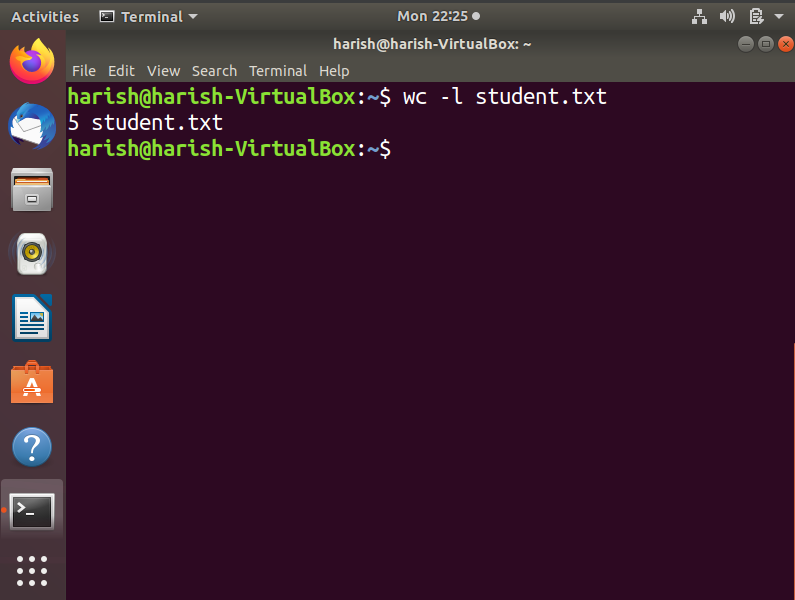 Activities Terminal Mon 22:25
harish@harish-VirtualBox: ~
File Edit View Search Terminal Help
harish@harish-VirtualBox:~$ wc -l student.txt
5 student.txt
harish@harish-VirtualBox:~$